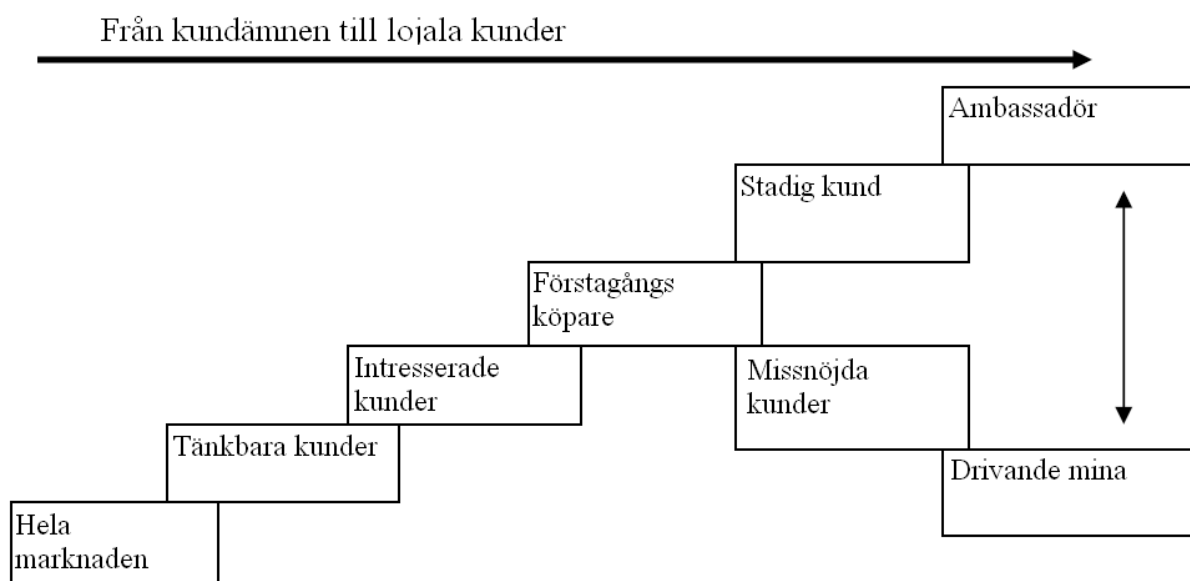 Från kundämnen till lojala kunder
Ambassadör
Stadig kund
Förstagångs
köpare
Intresserade
kunder
Missnöjda
kunder
Tänkbara kunder
Drivande mina
Hela
marknaden